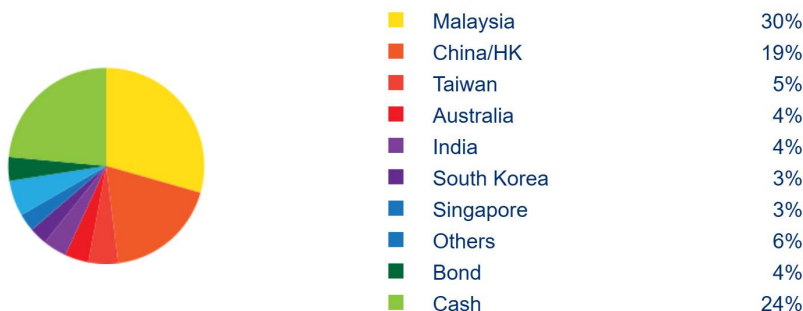 Malaysia 30%
China/HK 19%
Taiwan 5%
Australia 4%
India 4%
South Korea 3%
Singapore 3%
Others 6%
Bond 4%
Cash 24%